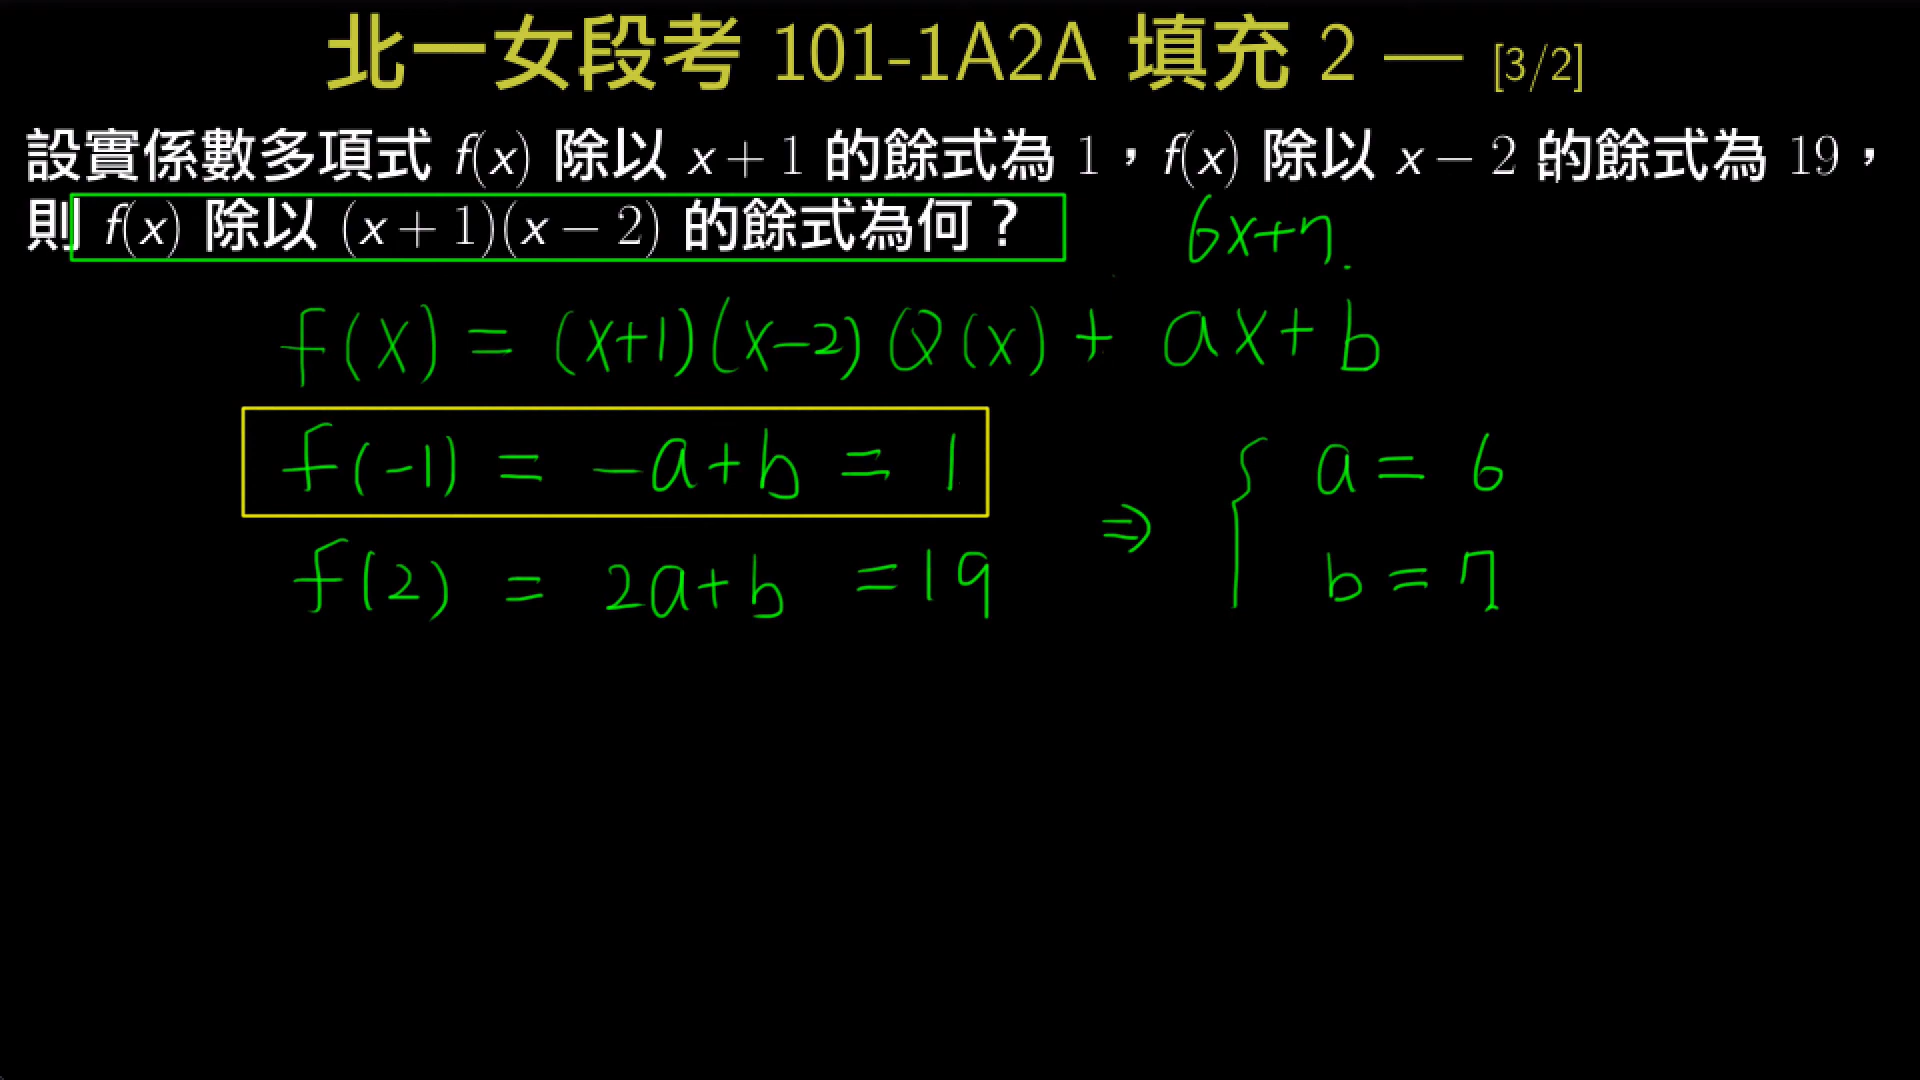 北一女段考 101-1A2A 填充 2 — [3/2]
設實係數多項式 f(x) 除以 x + 1 的餘式為 1，f(x) 除以 x − 2 的餘式為 19，
則 f(x) 除以 (x + 1)(x − 2) 的餘式為何？ 6x+7.
f(x) = (x+1)(x-2)Q(x) + ax+b
f(-1) = -a+b = 1
f(2) = 2a+b = 19
⇒ { a = 6
b = 7